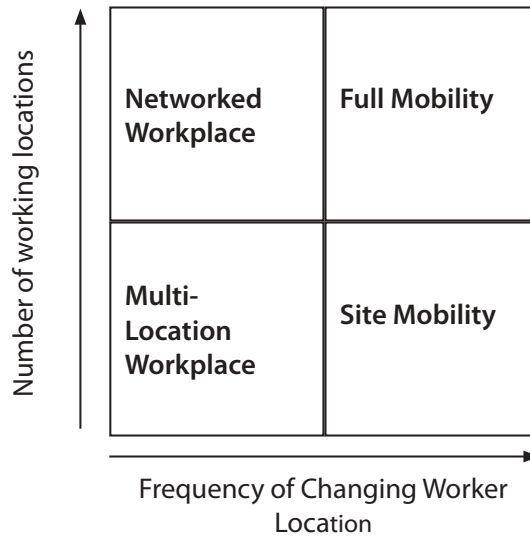 Number of working locations
Networked
Workplace
Full Mobility
Multi-
Location
Workplace
Site Mobility
Frequency of Changing Worker
Location